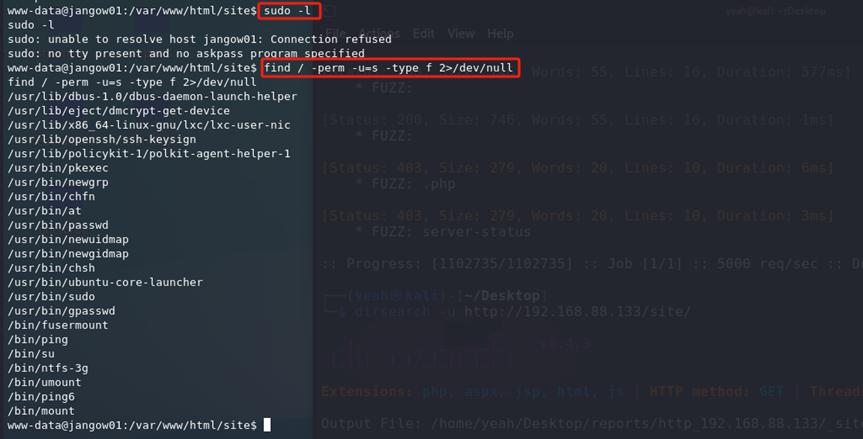 www-data@jangow01:/var/www/html/site$ sudo -l
sudo -l
sudo: unable to resolve host jangow01: Connection refused
sudo: no tty present and no askpass program specified
www-data@jangow01:/var/www/html/site$ find / -perm -u=s -type f 2>/dev/null
find / -perm -u=s -type f 2>/dev/null
/usr/lib/dbus-1.0/dbus-daemon-launch-helper
/usr/lib/eject/dmcrypt-get-device
/usr/lib/x86_64-linux-gnu/lxc/lxc-user-nic
/usr/lib/openssh/ssh-keysign
/usr/lib/policykit-1/polkit-agent-helper-1
/usr/bin/pkexec
/usr/bin/newgrp
/usr/bin/chfn
/usr/bin/at
/usr/bin/passwd
/usr/bin/newuidmap
/usr/bin/newgidmap
/usr/bin/chsh
/usr/bin/ubuntu-core-launcher
/usr/bin/sudo
/usr/bin/gpasswd
/bin/fusermount
/bin/ping
/bin/su
/bin/ntfs-3g
/bin/umount
/bin/ping6
/bin/mount
www-data@jangow01:/var/www/html/site$
yeah@kali: ~/Desktop
File Actions Edit View Help
Words: 55, Lines: 16, Duration: 577ms]
* FUZZ:
[Status: 200, Size: 746, Words: 55, Lines: 16, Duration: 1ms]
* FUZZ:
[Status: 403, Size: 279, Words: 20, Lines: 10, Duration: 6ms]
* FUZZ: .php
[Status: 403, Size: 279, Words: 20, Lines: 10, Duration: 3ms]
* FUZZ: server-status
:: Progress: [1102735/1102735] :: Job [1/1] :: 5000 req/sec :: Du
(yeah㉿kali)-[~/Desktop]
$ dirsearch -u http://192.168.88.133/site/
v0.4.3
Extensions: php, aspx, jsp, html, js | HTTP method: GET | Thread
Output File: /home/yeah/Desktop/reports/http_192.168.88.133/_sit